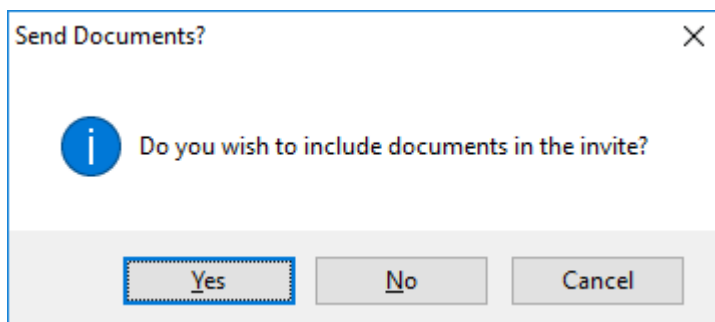 Send Documents?
Do you wish to include documents in the invite?
Yes No Cancel